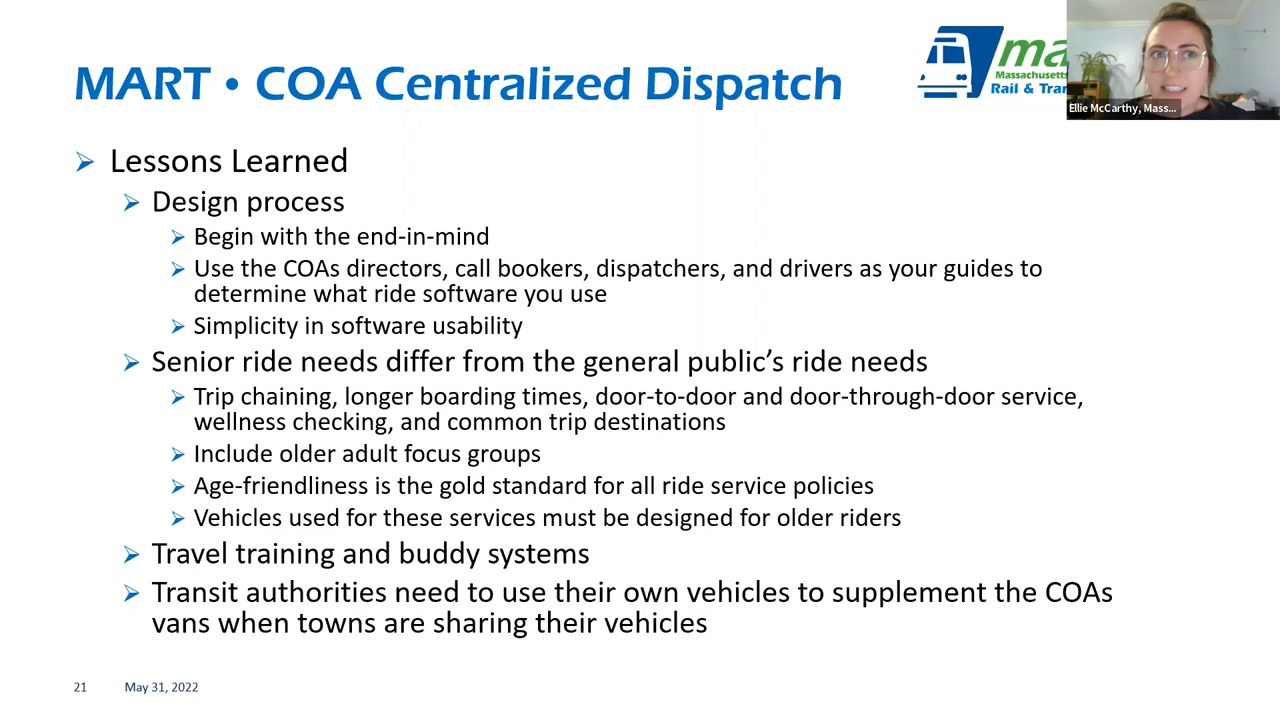 MART • COA Centralized Dispatch
ma
Massachusetts
Rail & Tran
Ellie McCarthy, Mass...
Lessons Learned
Design process
Begin with the end-in-mind
Use the COAs directors, call bookers, dispatchers, and drivers as your guides to
determine what ride software you use
Simplicity in software usability
Senior ride needs differ from the general public's ride needs
Trip chaining, longer boarding times, door-to-door and door-through-door service,
wellness checking, and common trip destinations
Include older adult focus groups
Age-friendliness is the gold standard for all ride service policies
Vehicles used for these services must be designed for older riders
Travel training and buddy systems
Transit authorities need to use their own vehicles to supplement the COAs
vans when towns are sharing their vehicles
21 May 31, 2022